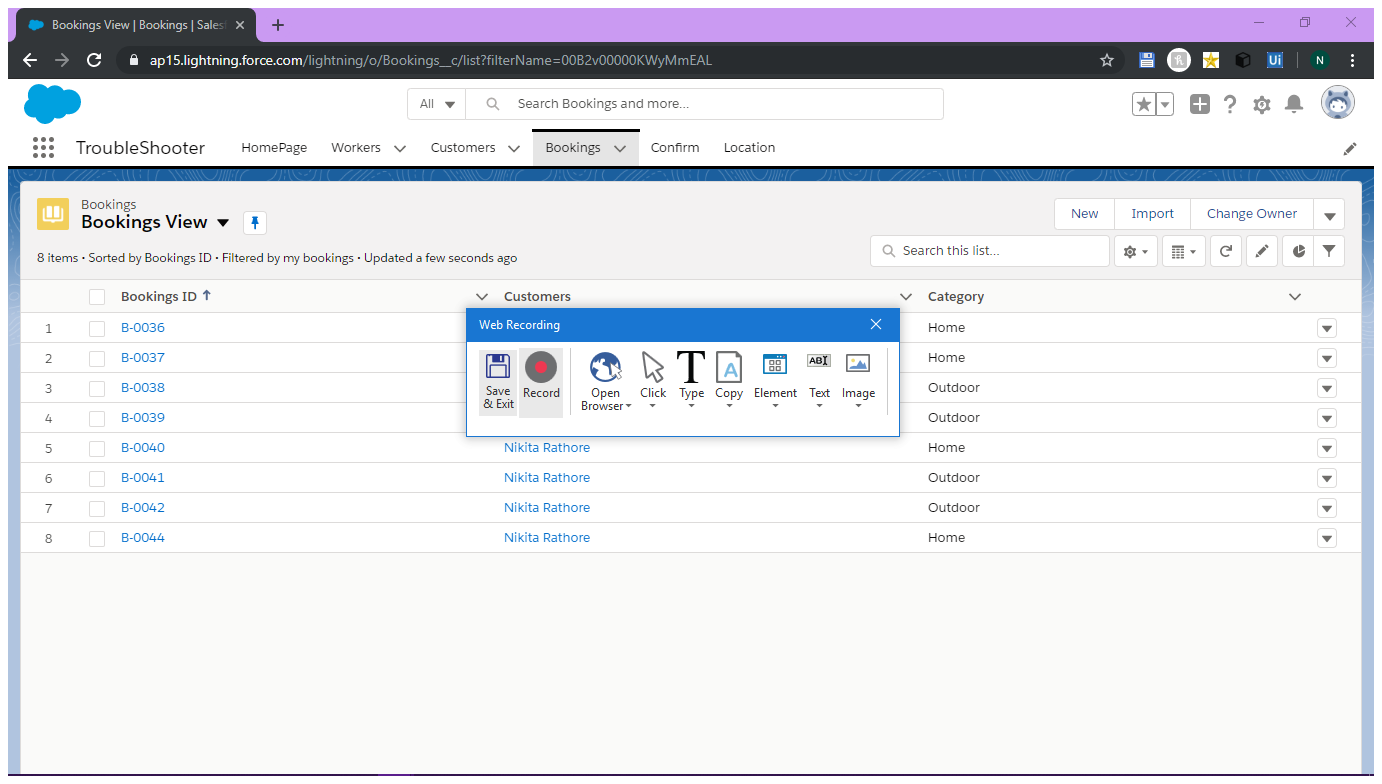 Bookings View | Bookings | Sales
ap15.lightning.force.com/lightning/o/Bookings__c/list?filterName=00B2v00000KWyMmEAL
Ui
N
All
Search Bookings and more...
TroubleShooter HomePage Workers Customers Bookings Confirm Location
Bookings
Bookings View
New Import Change Owner
8 items • Sorted by Bookings ID • Filtered by my bookings • Updated a few seconds ago
Search this list...
Bookings ID Customers Category
1 B-0036 Home
2 B-0037 Home
3 B-0038 Outdoor
4 B-0039 Outdoor
5 B-0040 Nikita Rathore Home
6 B-0041 Nikita Rathore Outdoor
7 B-0042 Nikita Rathore Outdoor
8 B-0044 Nikita Rathore Home
Web Recording
T A AB
Save & Exit
Record
Open Browser
Click
Type
Copy
Element
Text
Image